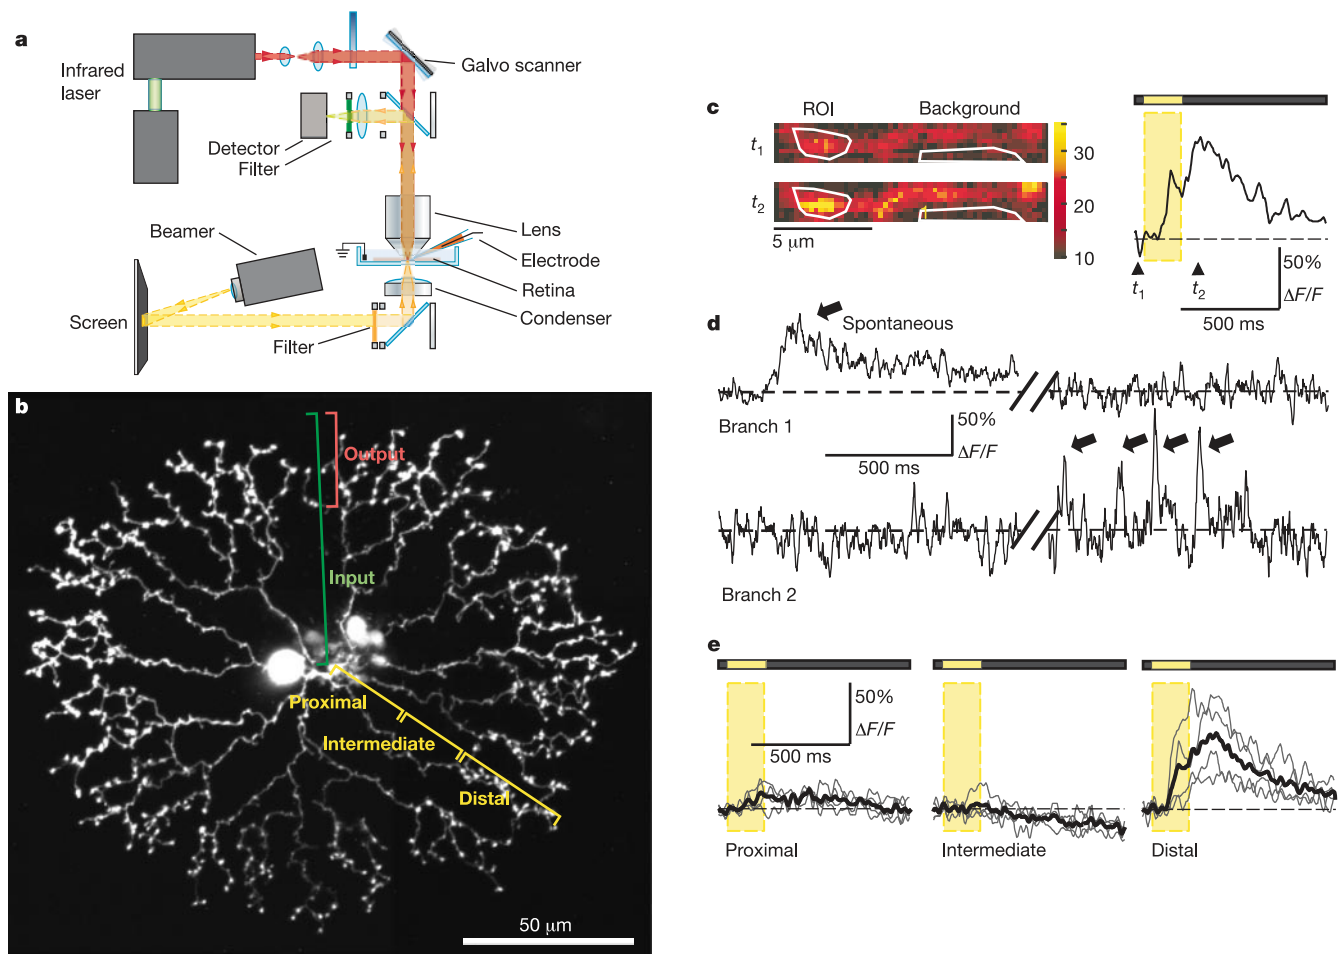 a
Infrared
laser
Galvo scanner
Detector
Filter
Beamer
Lens
Electrode
Retina
Condenser
Screen
Filter
b
Output
Input
Proximal
Intermediate
Distal
50 µm
c
ROI
Background
t1
t2
30
20
10
5 µm
t1
t2
50%
ΔF/F
500 ms
d
Spontaneous
Branch 1
50%
ΔF/F
500 ms
Branch 2
e
50%
ΔF/F
500 ms
Proximal
Intermediate
Distal